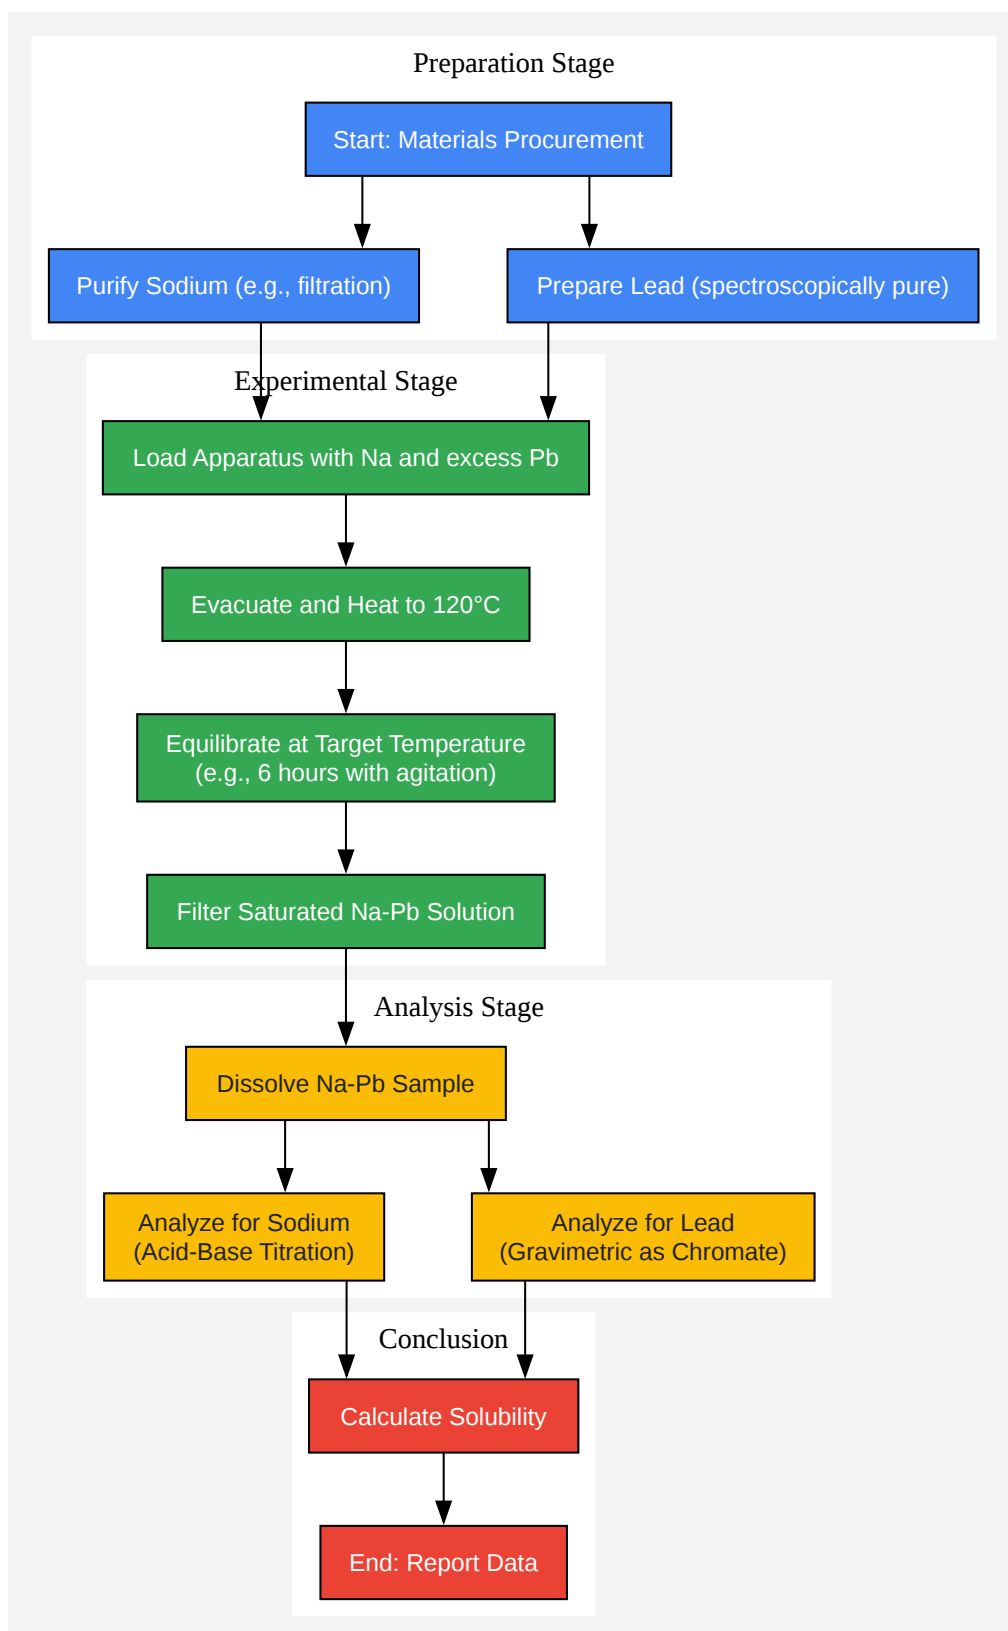 Preparation Stage
Start: Materials Procurement
Purify Sodium (e.g., filtration)
Prepare Lead (spectroscopically pure)
Experimental Stage
Load Apparatus with Na and excess Pb
Evacuate and Heat to 120°C
Equilibrate at Target Temperature
(e.g., 6 hours with agitation)
Filter Saturated Na-Pb Solution
Analysis Stage
Dissolve Na-Pb Sample
Analyze for Sodium
(Acid-Base Titration)
Analyze for Lead
(Gravimetric as Chromate)
Conclusion
Calculate Solubility
End: Report Data